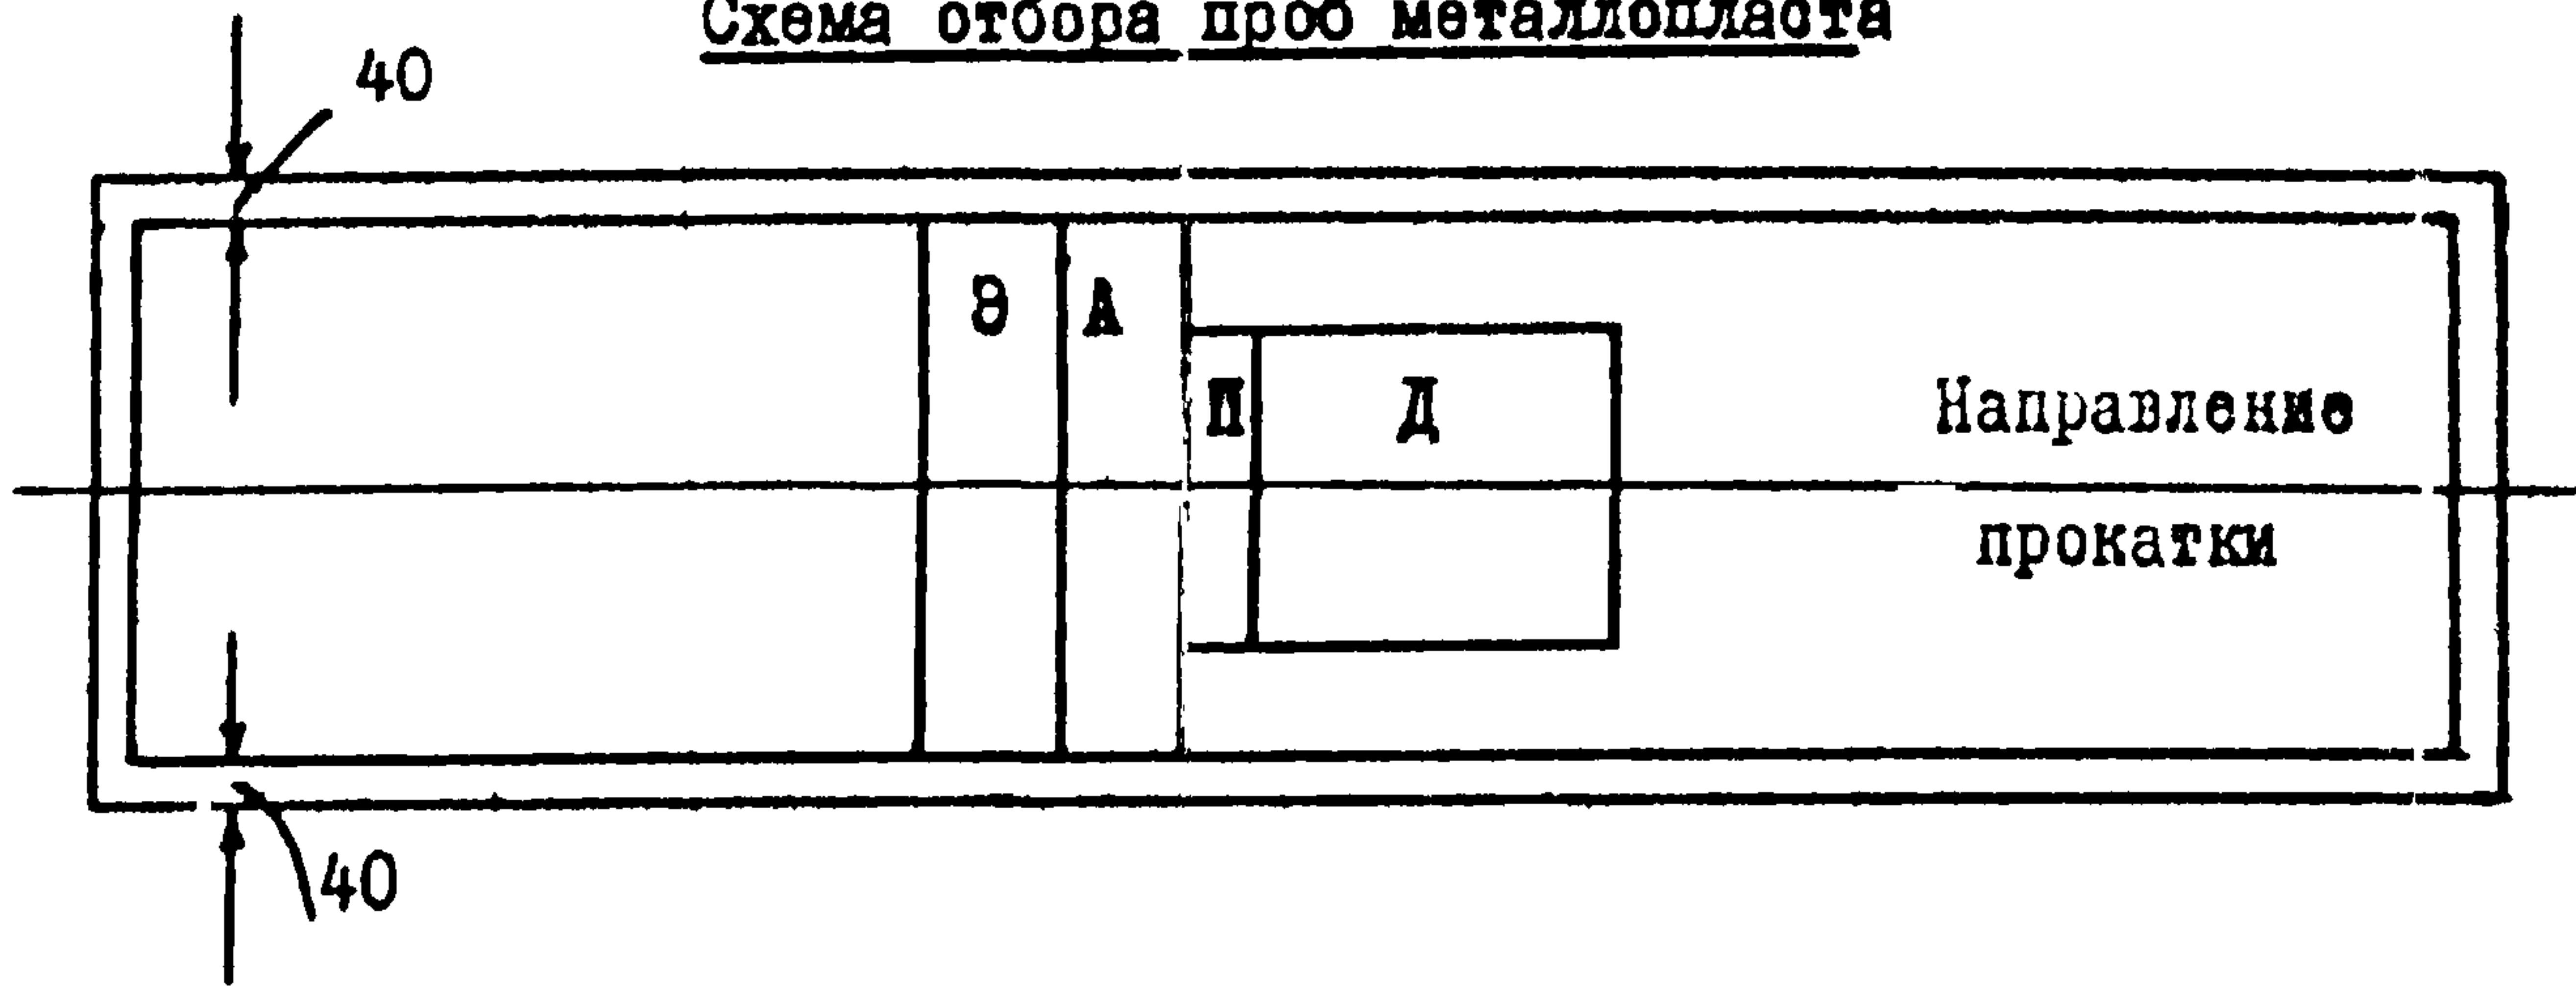 Схема отбора проб металлопласта
40
Э
А
П
Д
Направление
прокатки
40